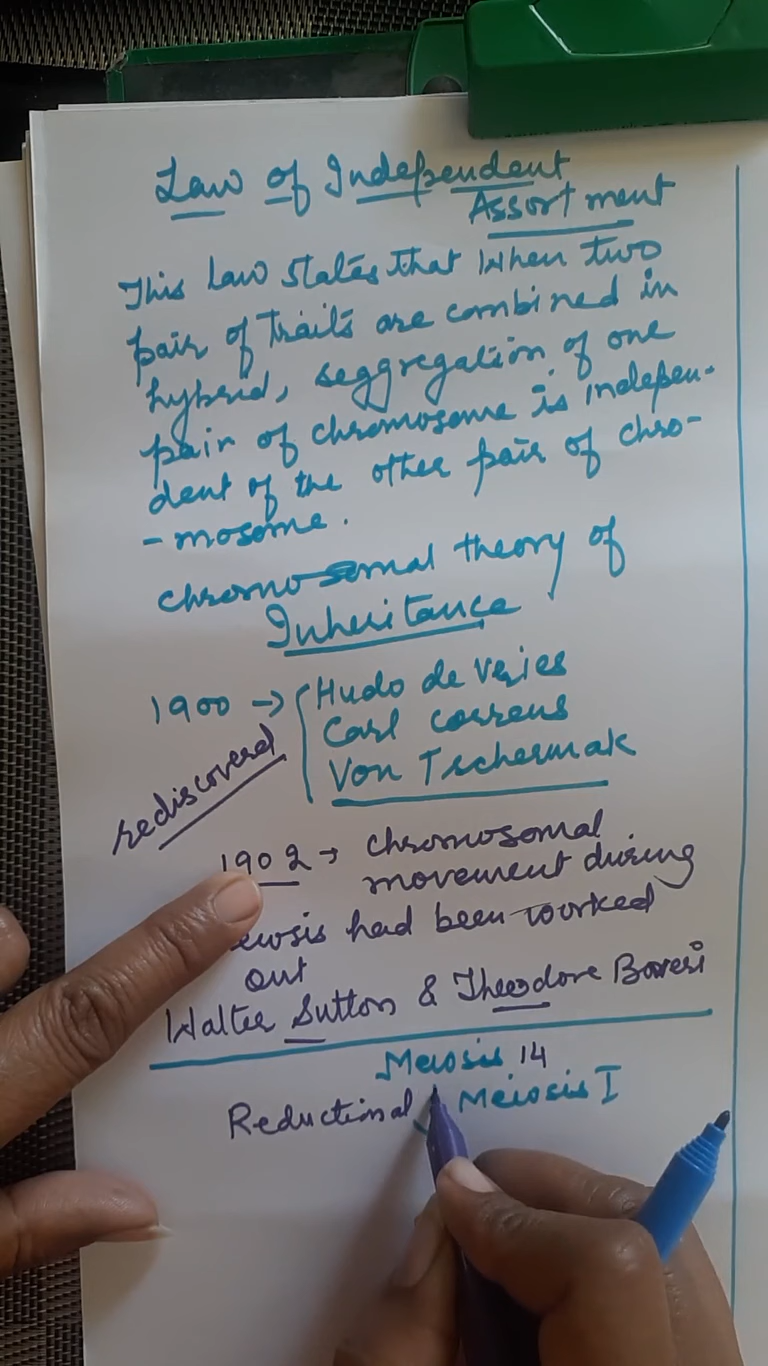 Law of Independent
Assortment
This Law states that When two
pair of traits are combined in
hybrid, seggregation of one
pair of chromosome is indepen-
dent of the other pair of chro-
-mosome.
chromosomal theory of
Inheritance
1900 → Hudo de Vries
Carl correns
Von Tschermak
rediscovered
1902 → chromosomal
movement during
had been worked
out
Walter Sutton & Theodore Boveri
Meiosis 14
Reductional Meiosis I